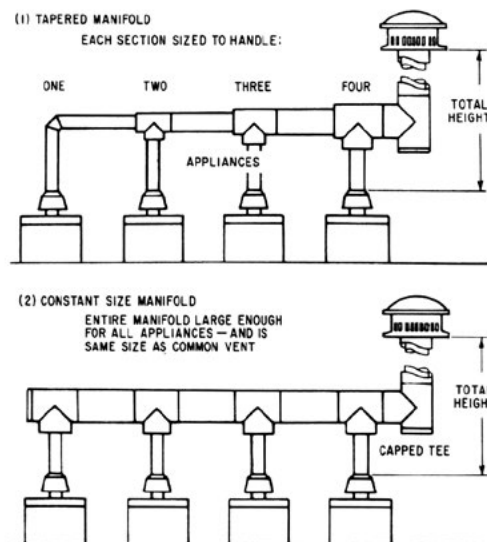 (1) TAPERED MANIFOLD
EACH SECTION SIZED TO HANDLE:
ONE
TWO
THREE
FOUR
TOTAL
HEIGHT
APPLIANCES
(2) CONSTANT SIZE MANIFOLD
ENTIRE MANIFOLD LARGE ENOUGH
FOR ALL APPLIANCES—AND IS
SAME SIZE AS COMMON VENT
TOTAL
HEIGHT
CAPPED TEE